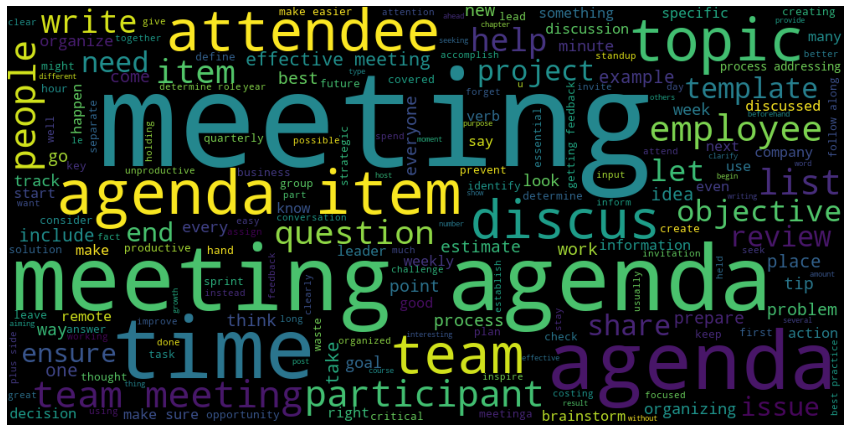 write
give
make easier
attention
ahead
new
lead
something
specific
creating
clear
together
chapter
seeking
attendee
help
discussion
topic
many
provide
organize
define
accomplish
minute
standup
better
might
different
need
effective meeting
process addressing
people
come
item
best
covered
project
example
template
hour
determine role
year
future
type
forget
invite
day
others
beforehand
happen
meeting
verb
week
discussed
follow along
well
separate
holding
quarterly
possible
strategic
everyone
u
purpose
say
essential
getting feedback
employee
go
le
key
unproductive
spend
moment
prevent
next
attend
company
clarify
word
track
agenda item
business
host
look
input
let
use
begin
list
start
group
part
identify
show
determine
idea
even
writing
want
consider
every
know
conversation
number
discus
inform
objective
include
easy
assign
question
create
solution
fact
end
hand
estimate
work
information
invitation
review
make
productive
leader
much
meeting agenda
weekly
challenge
establish
held
seek
place
amount
sprint
instead
feedback
clearly
point
usually
tip
problem
leave
growth
remote
good
process
stay
several
way
answer
think
time
share
prepare
first
action
aiming
working
improve
long
waste
organized
plan
check
keep
ensure
done
interesting
team
agenda
plus side
one
task
post
goal
take
effective
course
inspire
costing
focused
thought
thing
result
without
best practice
great
using
team meeting
participant
organizing
issue
decision
make sure
opportunity
right
critical
meetinga
brainstorm